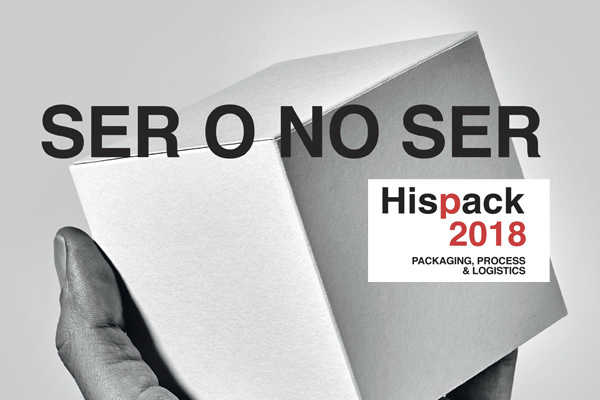 SER O NO SER
Hispack
2018
PACKAGING, PROCESS
& LOGISTICS